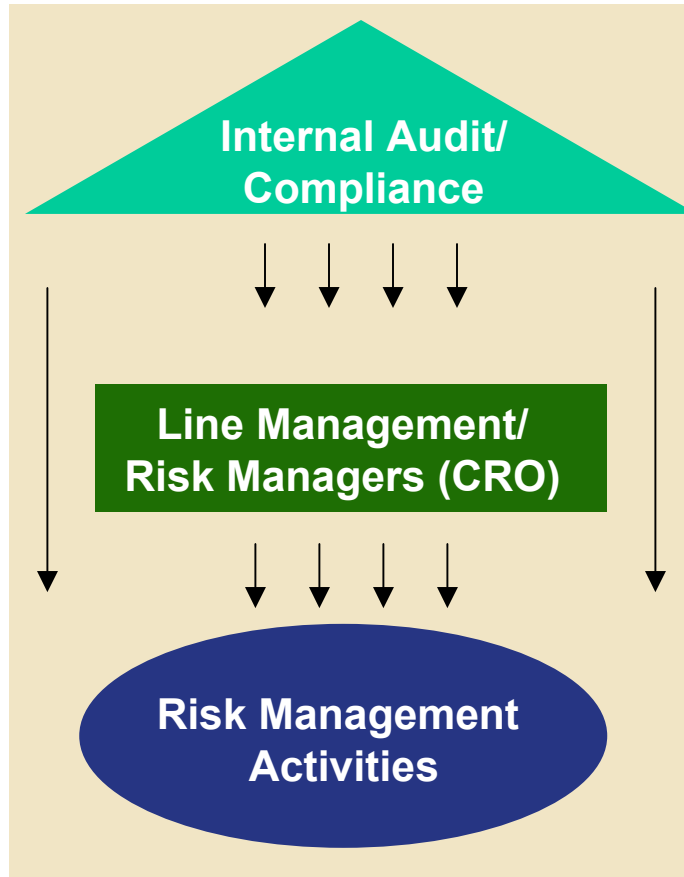 Internal Audit/
Compliance
Line Management/
Risk Managers (CRO)
Risk Management
Activities